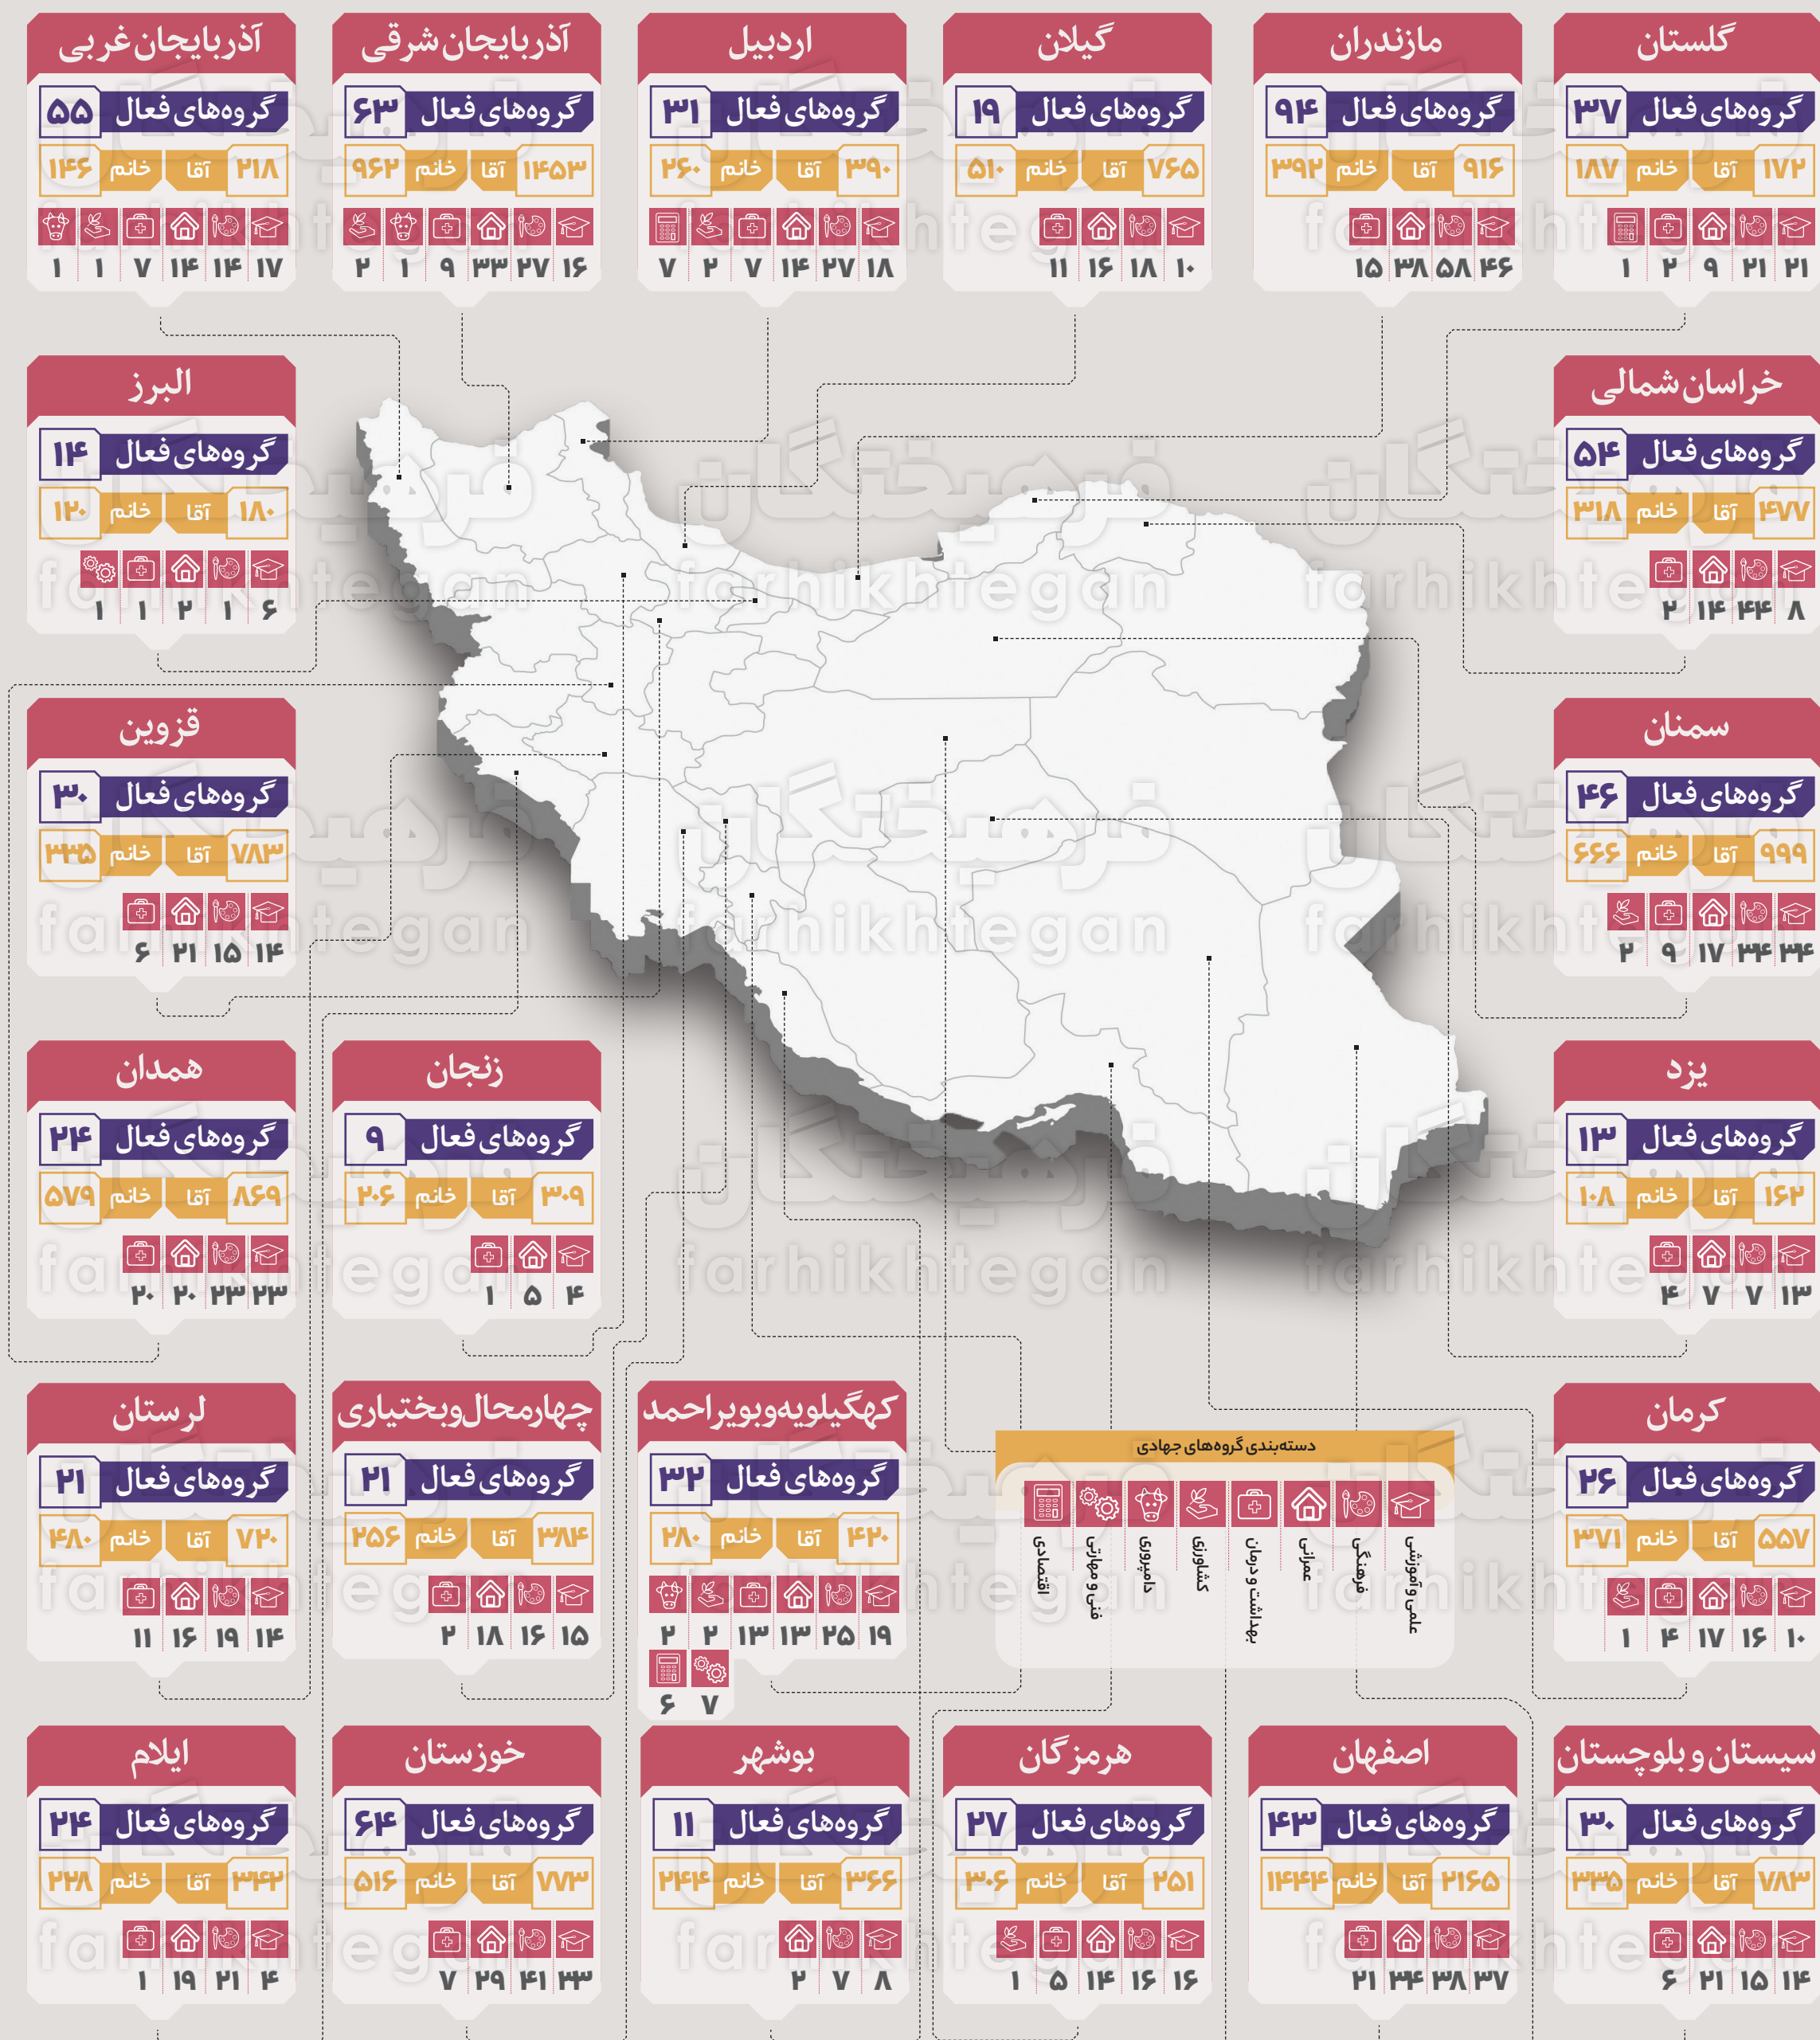 گلستان
گروه‌های فعال ۳۷
۱۷۲ آقا خانم ۱۸۷
۲۱ ۲۱ ۹ ۲ ۱
مازندران
گروه‌های فعال ۹۴
۹۱۶ آقا خانم ۳۹۲
۴۶ ۵۸ ۳۸ ۱۵
گیلان
گروه‌های فعال ۱۹
۷۶۵ آقا خانم ۵۱۰
۱۰ ۱۸ ۱۶ ۱۱
اردبیل
گروه‌های فعال ۳۱
۳۹۰ آقا خانم ۲۶۰
۱۸ ۲۷ ۱۴ ۷ ۲ ۷
آذربایجان شرقی
گروه‌های فعال ۶۳
۱۴۵۳ آقا خانم ۹۶۲
۱۶ ۲۷ ۳۳ ۹ ۱ ۲
آذربایجان غربی
گروه‌های فعال ۵۵
۲۱۸ آقا خانم ۱۴۶
۱۷ ۱۴ ۱۴ ۷ ۱ ۱
خراسان شمالی
گروه‌های فعال ۵۴
۴۷۷ آقا خانم ۳۱۸
۸ ۴۴ ۱۴ ۲
البرز
گروه‌های فعال ۱۴
۱۸۰ آقا خانم ۱۲۰
۶ ۱ ۲ ۱ ۱
سمنان
گروه‌های فعال ۴۶
۹۹۹ آقا خانم ۶۶۶
۳۴ ۳۴ ۱۷ ۹ ۲
قزوین
گروه‌های فعال ۳۰
۷۸۳ آقا خانم ۳۳۵
۱۴ ۱۵ ۲۱ ۶
یزد
گروه‌های فعال ۱۳
۱۶۲ آقا خانم ۱۰۸
۱۳ ۷ ۷ ۴
زنجان
گروه‌های فعال ۹
۳۰۹ آقا خانم ۲۰۶
۴ ۵ ۱
همدان
گروه‌های فعال ۲۴
۸۶۹ آقا خانم ۵۷۹
۲۳ ۲۳ ۲۰ ۲۰
کرمان
گروه‌های فعال ۲۶
۵۵۷ آقا خانم ۳۷۱
۱۰ ۱۶ ۱۷ ۴ ۱
دسته‌بندی گروه‌های جهادی
علمی و آموزشی
فرهنگی
عمرانی
بهداشت و درمان
کشاورزی
دامپروری
فنی و مهارتی
اقتصادی
کهگیلویه‌وبویراحمد
گروه‌های فعال ۳۲
۴۲۰ آقا خانم ۲۸۰
۱۹ ۲۵ ۱۳ ۱۳ ۲ ۲
۷ ۶
چهارمحال‌وبختیاری
گروه‌های فعال ۲۱
۳۸۴ آقا خانم ۲۵۶
۱۵ ۱۶ ۱۸ ۲
لرستان
گروه‌های فعال ۲۱
۷۲۰ آقا خانم ۴۸۰
۱۴ ۱۹ ۱۶ ۱۱
سیستان و بلوچستان
گروه‌های فعال ۳۰
۷۸۳ آقا خانم ۳۳۵
۱۴ ۱۵ ۲۱ ۶
اصفهان
گروه‌های فعال ۴۳
۲۱۶۵ آقا خانم ۱۴۴۴
۳۷ ۳۸ ۳۴ ۲۱
هرمزگان
گروه‌های فعال ۲۷
۲۵۱ آقا خانم ۳۰۶
۱۶ ۱۶ ۱۴ ۵ ۱
بوشهر
گروه‌های فعال ۱۱
۳۶۶ آقا خانم ۲۴۴
۸ ۷ ۲
خوزستان
گروه‌های فعال ۶۴
۷۷۳ آقا خانم ۵۱۶
۳۳ ۴۱ ۲۹ ۷
ایلام
گروه‌های فعال ۲۴
۳۴۲ آقا خانم ۲۲۸
۴ ۲۱ ۱۹ ۱
فرهیختگان
farhikhtegan